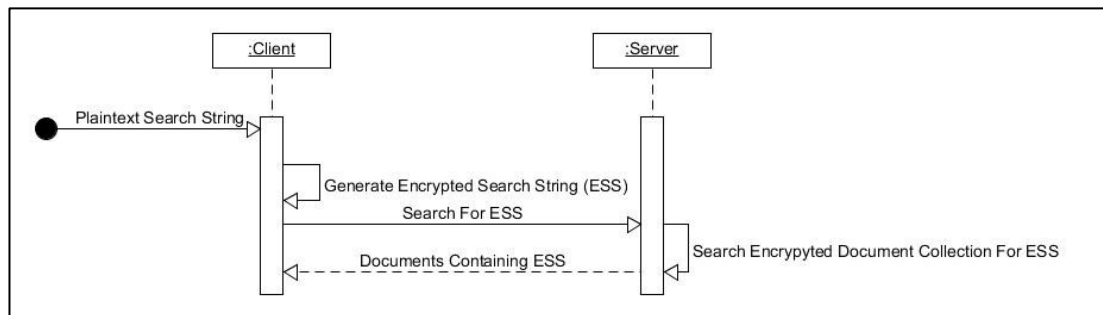 :Client
:Server
Plaintext Search String
Generate Encrypted Search String (ESS)
Search For ESS
Search Encrypyted Document Collection For ESS
Documents Containing ESS